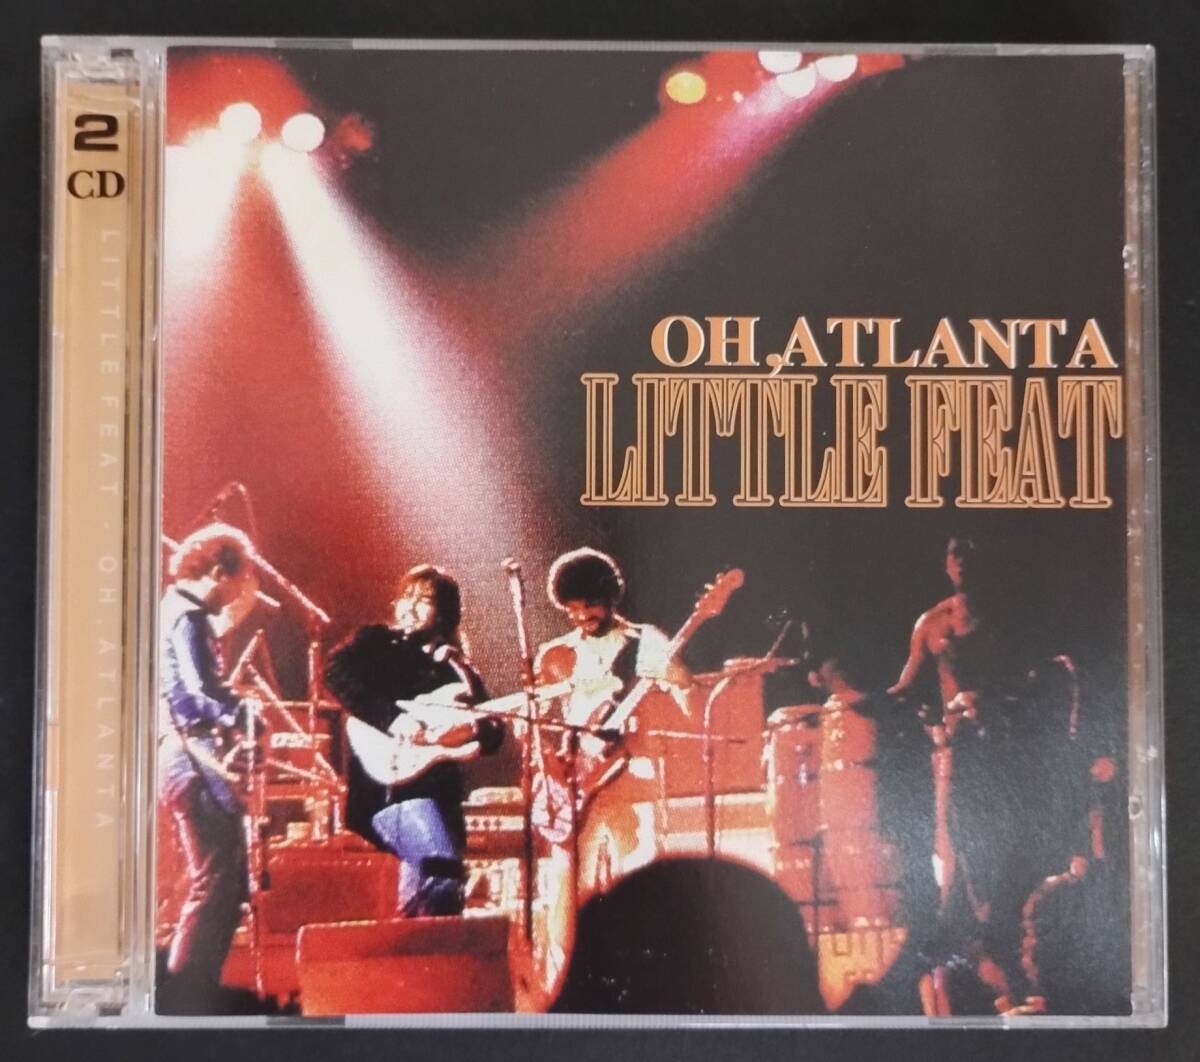 2
CD
LITTLE FEAT · OH, ATLANTA
OH, ATLANTA
LITTLE FEAT